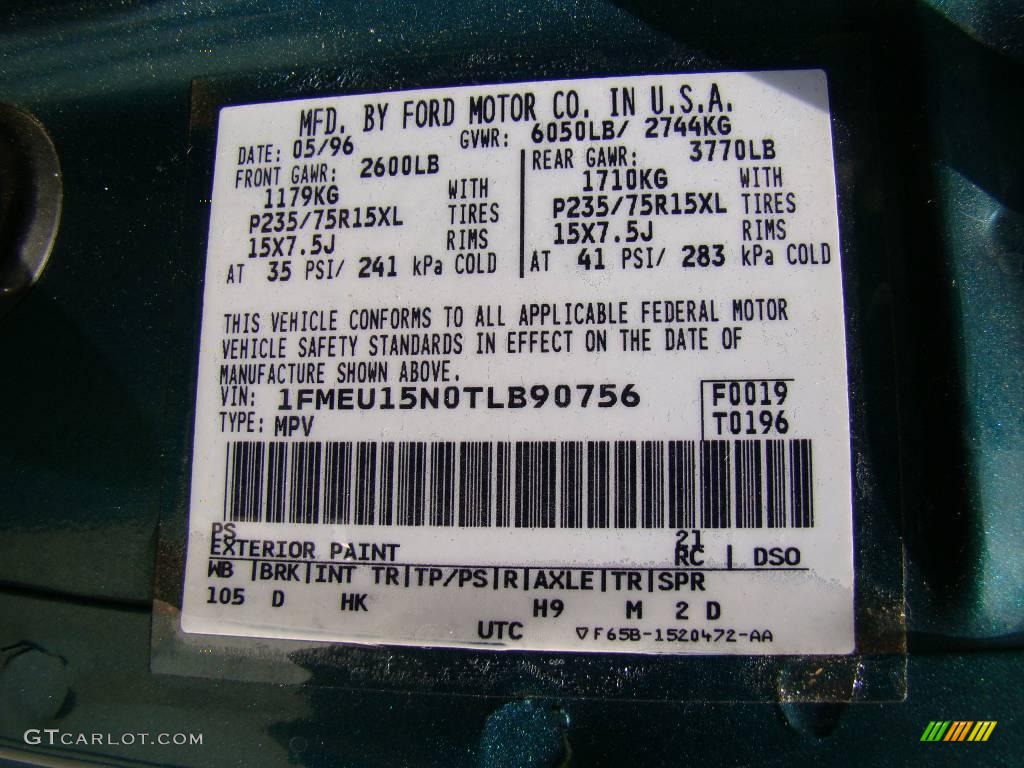 MFD. BY FORD MOTOR CO. IN U.S.A.
DATE: 05/96 GVWR: 6050LB/ 2744KG
FRONT GAWR: 2600LB
1179KG WITH
P235/75R15XL TIRES
15X7.5J RIMS
AT 35 PSI/ 241 kPa COLD
REAR GAWR: 3770LB
1710KG WITH
P235/75R15XL TIRES
15X7.5J RIMS
AT 41 PSI/ 283 kPa COLD
THIS VEHICLE CONFORMS TO ALL APPLICABLE FEDERAL MOTOR
VEHICLE SAFETY STANDARDS IN EFFECT ON THE DATE OF
MANUFACTURE SHOWN ABOVE.
VIN: 1FMEU15N0TLB90756 F0019
TYPE: MPV T0196
PS 21
EXTERIOR PAINT RC | DSO
WB |BRK|INT TR|TP/PS|R|AXLE|TR|SPR
105 D HK H9 M 2 D
UTC ▽F65B-1520472-AA
GTCARLOT.COM